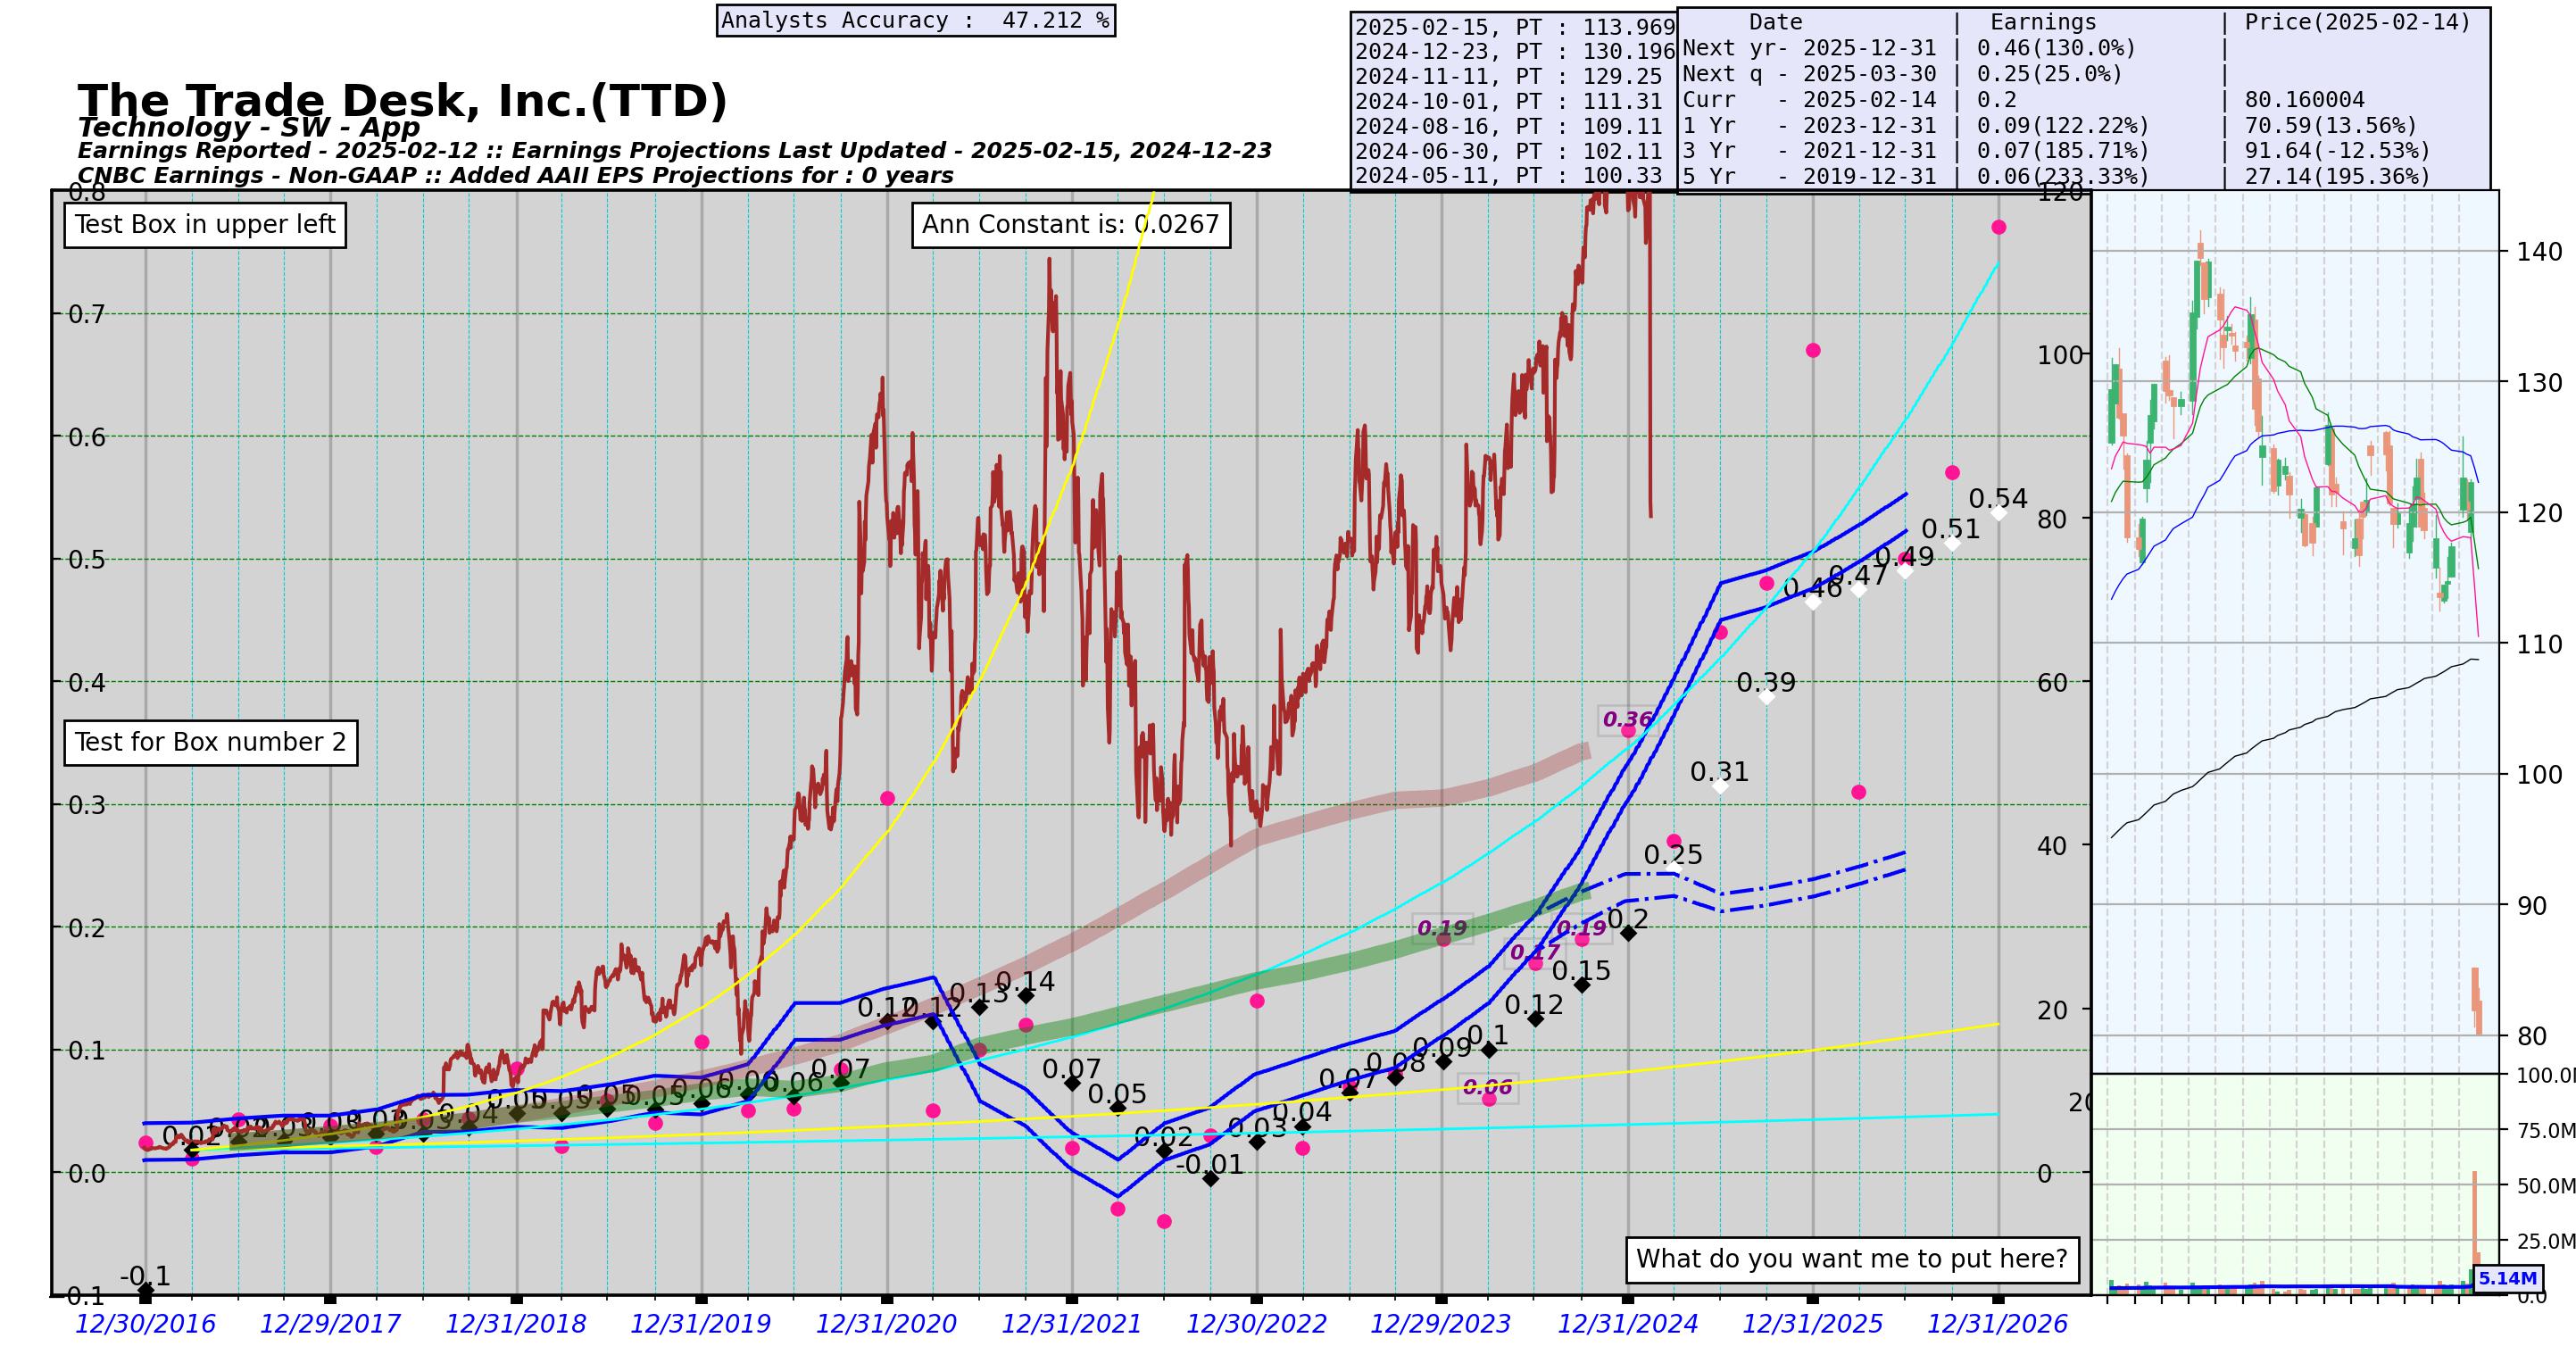 Analysts Accuracy :  47.212 %
2025-02-15, PT : 113.969
2024-12-23, PT : 130.196
2024-11-11, PT : 129.25
2024-10-01, PT : 111.31
2024-08-16, PT : 109.11
2024-06-30, PT : 102.11
2024-05-11, PT : 100.33
Date | Earnings | Price(2025-02-14)
Next yr- 2025-12-31 | 0.46(130.0%) |
Next q - 2025-03-30 | 0.25(25.0%) |
Curr   - 2025-02-14 | 0.2 | 80.160004
1 Yr   - 2023-12-31 | 0.09(122.22%) | 70.59(13.56%)
3 Yr   - 2021-12-31 | 0.07(185.71%) | 91.64(-12.53%)
5 Yr   - 2019-12-31 | 0.06(233.33%) | 27.14(195.36%)
The Trade Desk, Inc.(TTD)
Technology - SW - App
Earnings Reported - 2025-02-12 :: Earnings Projections Last Updated - 2025-02-15, 2024-12-23
CNBC Earnings - Non-GAAP :: Added AAII EPS Projections for : 0 years
Test Box in upper left
Ann Constant is: 0.0267
Test for Box number 2
What do you want me to put here?
0.8
0.7
0.6
0.5
0.4
0.3
0.2
0.1
0.0
-0.1
120
100
80
60
40
20
0
140
130
120
110
100
90
80
100.0M
75.0M
50.0M
25.0M
0.0
5.14M
-0.1
0.02
0.05
0.05
0.06
0.06
0.06
0.07
0.12
0.12
0.13
0.14
0.07
0.05
0.02
-0.01
0.03
0.04
0.07
0.08
0.09
0.1
0.12
0.15
0.2
0.25
0.31
0.39
0.46
0.47
0.49
0.51
0.54
0.19
0.06
0.17
0.19
0.36
12/30/2016
12/29/2017
12/31/2018
12/31/2019
12/31/2020
12/31/2021
12/30/2022
12/29/2023
12/31/2024
12/31/2025
12/31/2026